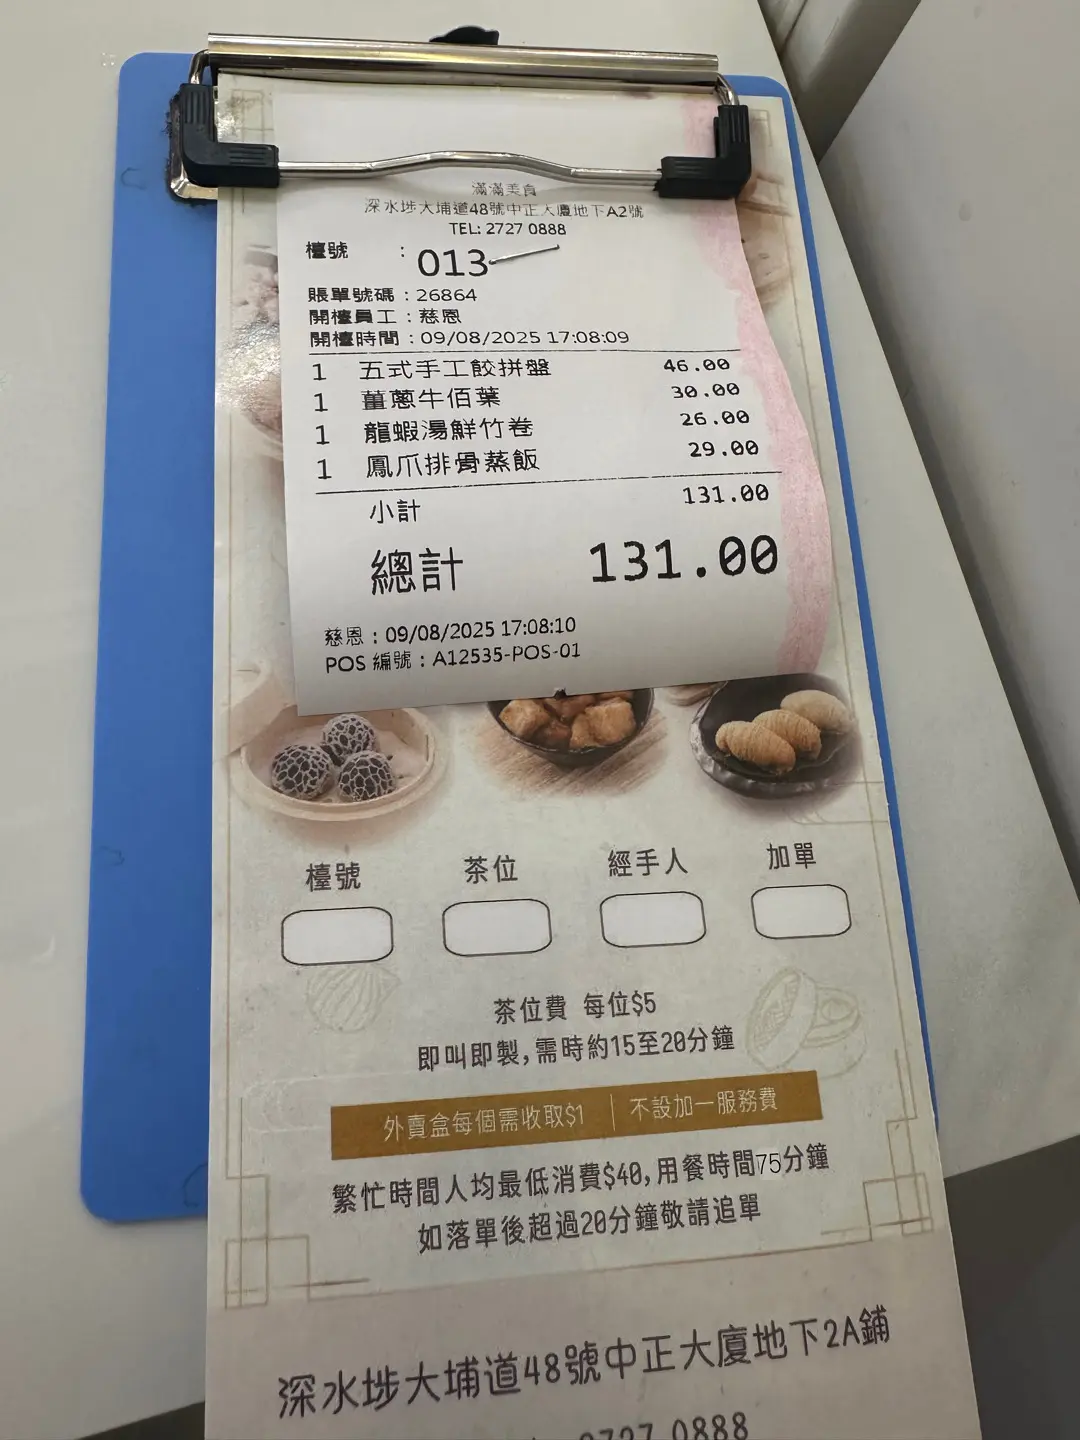 滿滿美食
深水埗大埔道48號中正大廈地下A2號
TEL: 2727 0888
檯號 : 013
賬單號碼 : 26864
開檯員工 : 慈恩
開檯時間 : 09/08/2025 17:08:09
1 五式手工餃拼盤 46.00
1 薑蔥牛佰葉 30.00
1 龍蝦湯鮮竹卷 26.00
1 鳳爪排骨蒸飯 29.00
小計 131.00
總計 131.00
慈恩 : 09/08/2025 17:08:10
POS 編號 : A12535-POS-01
檯號 茶位 經手人 加單
茶位費 每位$5
即叫即製,需時約15至20分鐘
外賣盒每個需收取$1 | 不設加一服務費
繁忙時間人均最低消費$40,用餐時間75分鐘
如落單後超過20分鐘敬請追單
深水埗大埔道48號中正大廈地下2A鋪
2727 0888